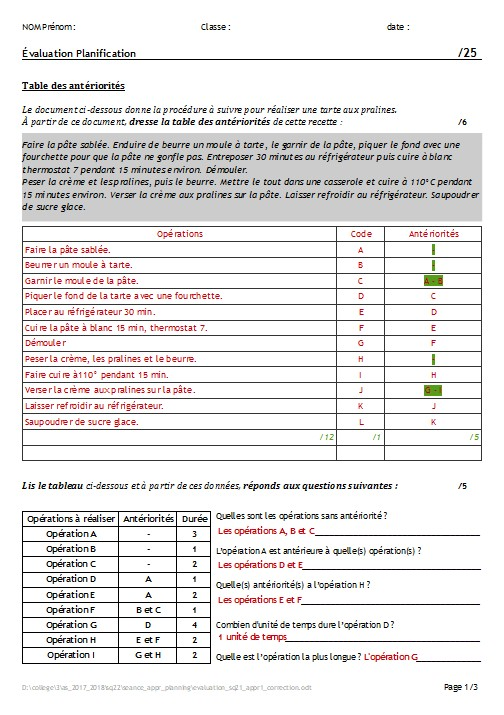 NOM Prénom : Classe : date :
Évaluation Planification /25
Table des antériorités
Le document ci-dessous donne la procédure à suivre pour réaliser une tarte aux pralines.
À partir de ce document, dresse la table des antériorités de cette recette : /6
Faire la pâte sablée. Enduire de beurre un moule à tarte, le garnir de la pâte, piquer le fond avec une
fourchette pour que la pâte ne gonfle pas. Entreposer 30 minutes au réfrigérateur puis cuire à blanc
thermostat 7 pendant 15 minutes environ. Démouler.
Peser la crème et les pralines, puis le beurre. Mettre le tout dans une casserole et cuire à 110°C pendant
15 minutes environ. Verser la crème aux pralines sur la pâte. Laisser refroidir au réfrigérateur. Saupoudrer
de sucre glace.
Opérations Code Antériorités
Faire la pâte sablée. A -
Beurrer un moule à tarte. B -
Garnir le moule de la pâte. C A - B
Piquer le fond de la tarte avec une fourchette. D C
Placer au réfrigérateur 30 min. E D
Cuire la pâte à blanc 15 min, thermostat 7. F E
Démouler G F
Peser la crème, les pralines et le beurre. H -
Faire cuire à110° pendant 15 min. I H
Verser la crème aux pralines sur la pâte. J G - I
Laisser refroidir au réfrigérateur. K J
Saupoudrer de sucre glace. L K
/12 /1 /5
Lis le tableau ci-dessous et à partir de ces données, réponds aux questions suivantes : /5
Opérations à réaliser Antériorités Durée
Opération A - 3
Opération B - 1
Opération C - 2
Opération D A 1
Opération E A 2
Opération F B et C 1
Opération G D 4
Opération H E et F 2
Opération I G et H 2
Quelles sont les opérations sans antériorité ?
Les opérations A, B et C
L'opération A est antérieure à quelle(s) opération(s) ?
Les opérations D et E
Quelle(s) antériorité(s) a l'opération H ?
Les opérations E et F
Combien d'unité de temps dure l'opération D ?
1 unité de temps
Quelle est l'opération la plus longue ? L'opération G
D:\college\3\as_2017_2018\sq22\seance_appr_planning\evaluation_sq21_appr1_correction.odt Page 1/3